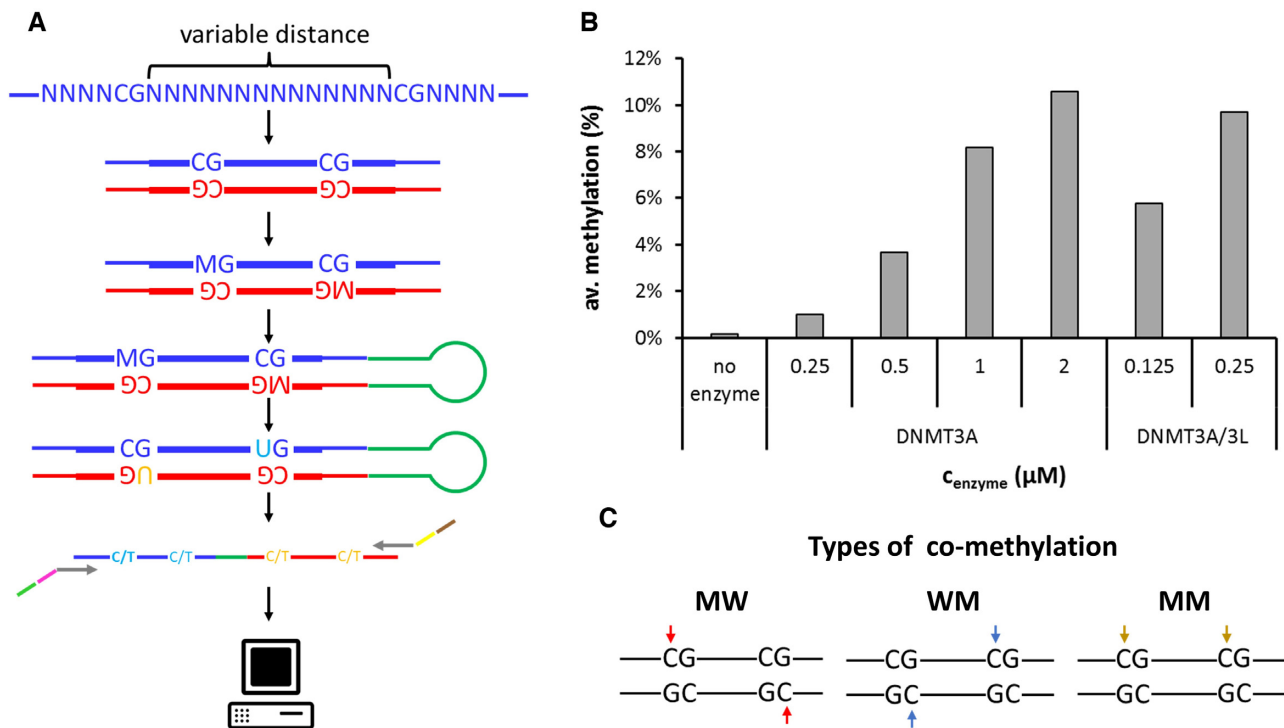 A
variable distance
NNNNCGNNNNNNNNNNNNNNCGNNNN
CG CG
CG CG
MG CG
CG MG
MG CG
CG MG
CG UG
UG CG
C/T C/T C/T C/T
B
av. methylation (%)
12%
10%
8%
6%
4%
2%
0%
no enzyme 0.25 0.5 1 2 0.125 0.25
DNMT3A DNMT3A/3L
cenzyme (µM)
C
Types of co-methylation
MW WM MM
CG CG CG CG CG CG
GC GC GC GC GC GC